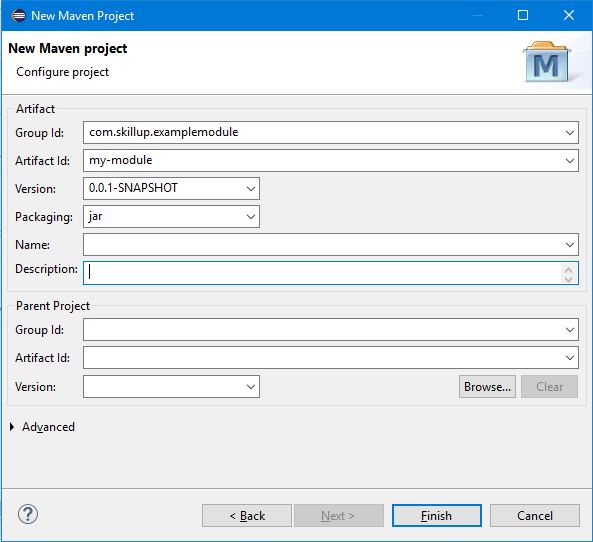 New Maven Project
New Maven project
Configure project
M
Artifact
Group Id: com.skillup.examplemodule
Artifact Id: my-module
Version: 0.0.1-SNAPSHOT
Packaging: jar
Name:
Description:
Parent Project
Group Id:
Artifact Id:
Version: Browse... Clear
Advanced
? < Back Next > Finish Cancel